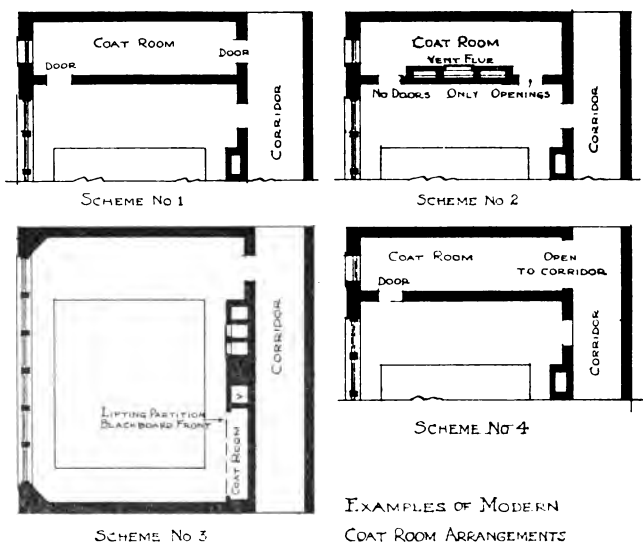 COAT ROOM
DOOR
DOOR
CORRIDOR
SCHEME No 1
COAT ROOM
VENT FLUE
No DOORS ONLY OPENINGS
CORRIDOR
SCHEME No 2
LIFTING PARTITION
BLACKBOARD FRONT
COAT ROOM
V
CORRIDOR
SCHEME No 3
COAT ROOM
OPEN
TO CORRIDOR
DOOR
CORRIDOR
SCHEME No 4
EXAMPLES OF MODERN
COAT ROOM ARRANGEMENTS